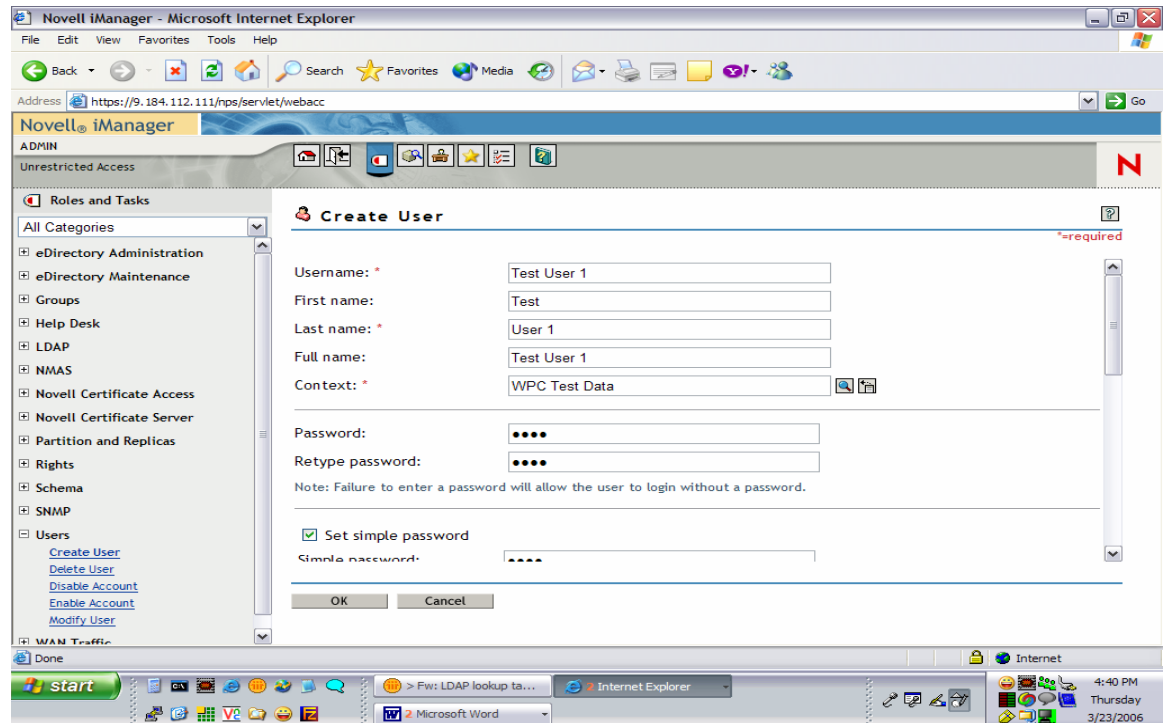 Novell iManager - Microsoft Internet Explorer
File Edit View Favorites Tools Help
Back Search Favorites Media
Address https://9.184.112.111/nps/servlet/webacc Go
Novell® iManager
ADMIN
Unrestricted Access
N
Roles and Tasks
All Categories
eDirectory Administration
eDirectory Maintenance
Groups
Help Desk
LDAP
NMAS
Novell Certificate Access
Novell Certificate Server
Partition and Replicas
Rights
Schema
SNMP
Users
Create User
Delete User
Disable Account
Enable Account
Modify User
WAN Traffic
Create User
*=required
Username: * Test User 1
First name: Test
Last name: * User 1
Full name: Test User 1
Context: * WPC Test Data
Password: ●●●●
Retype password: ●●●●
Note: Failure to enter a password will allow the user to login without a password.
Set simple password
Simple password: ●●●●
OK Cancel
Done Internet
start > Fw: LDAP lookup ta... 2 Internet Explorer 4:40 PM
2 Microsoft Word Thursday
3/23/2006